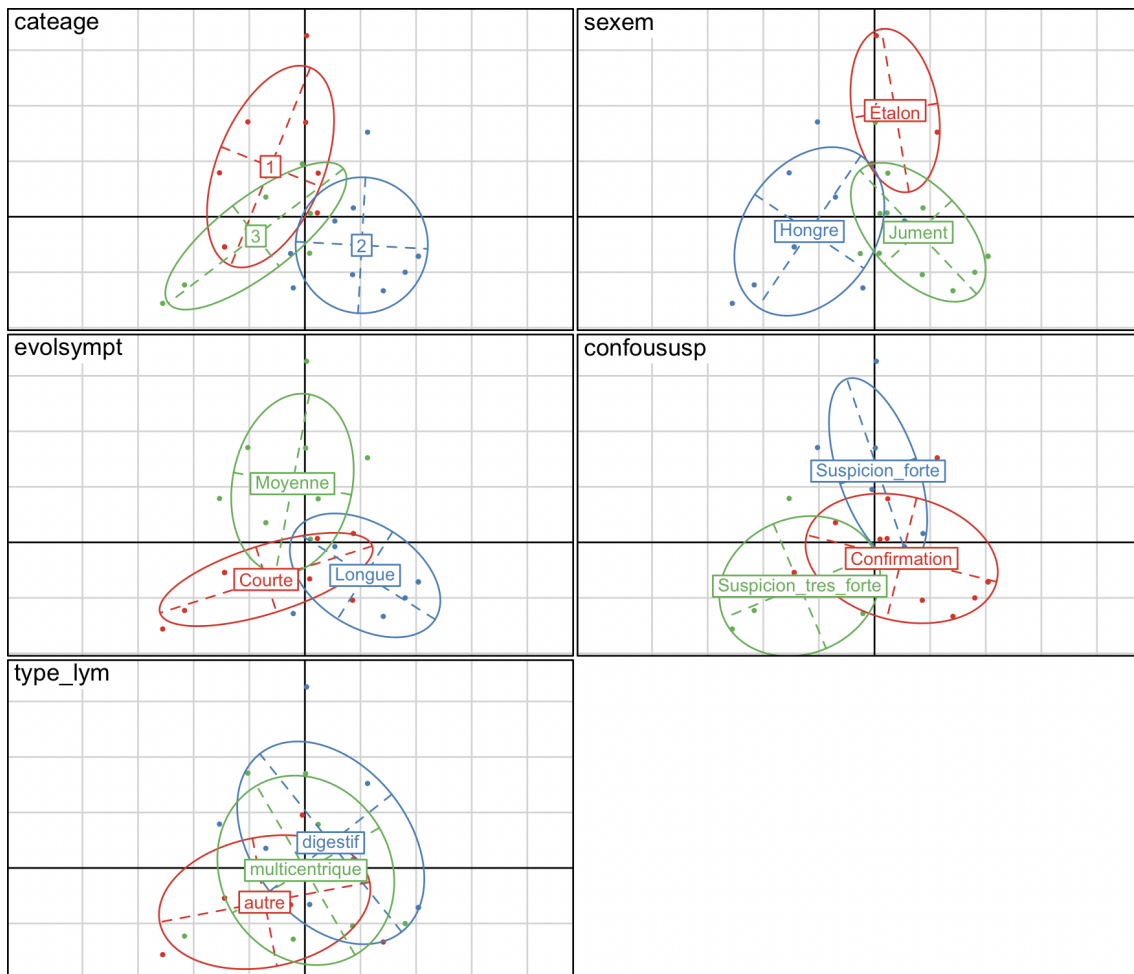 cateage
1
3
2
sexem
Étalon
Hongre
Jument
evolsympt
Moyenne
Courte
Longue
confoususp
Suspicion_forte
Confirmation
Suspicion_tres_forte
type_lym
digestif
multicentrique
autre